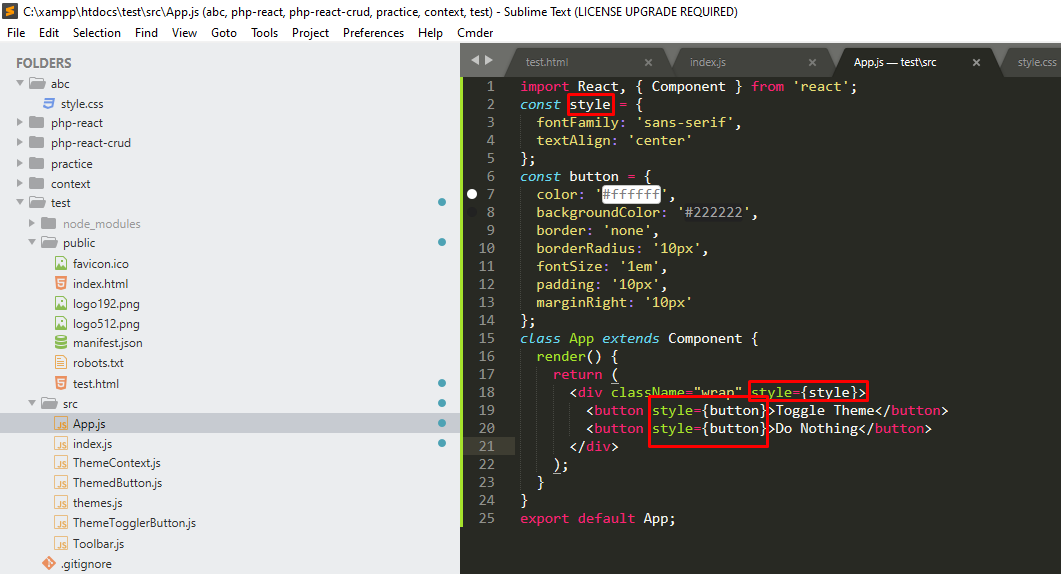 C:\xampp\htdocs\test\src\App.js (abc, php-react, php-react-crud, practice, context, test) - Sublime Text (LICENSE UPGRADE REQUIRED)
File Edit Selection Find View Goto Tools Project Preferences Help Cmder
FOLDERS
abc
style.css
php-react
php-react-crud
practice
context
test
node_modules
public
favicon.ico
index.html
logo192.png
logo512.png
manifest.json
robots.txt
test.html
src
App.js
index.js
ThemeContext.js
ThemedButton.js
themes.js
ThemeTogglerButton.js
Toolbar.js
.gitignore
test.html × index.js × App.js — test\src × style.css
1 import React, { Component } from 'react';
2 const style = {
3   fontFamily: 'sans-serif',
4   textAlign: 'center'
5 };
6 const button = {
7   color: '#ffffff',
8   backgroundColor: '#222222',
9   border: 'none',
10   borderRadius: '10px',
11   fontSize: '1em',
12   padding: '10px',
13   marginRight: '10px'
14 };
15 class App extends Component {
16   render() {
17     return (
18       <div className="wrap" style={style}>
19         <button style={button}>Toggle Theme</button>
20         <button style={button}>Do Nothing</button>
21       </div>
22     );
23   }
24 }
25 export default App;